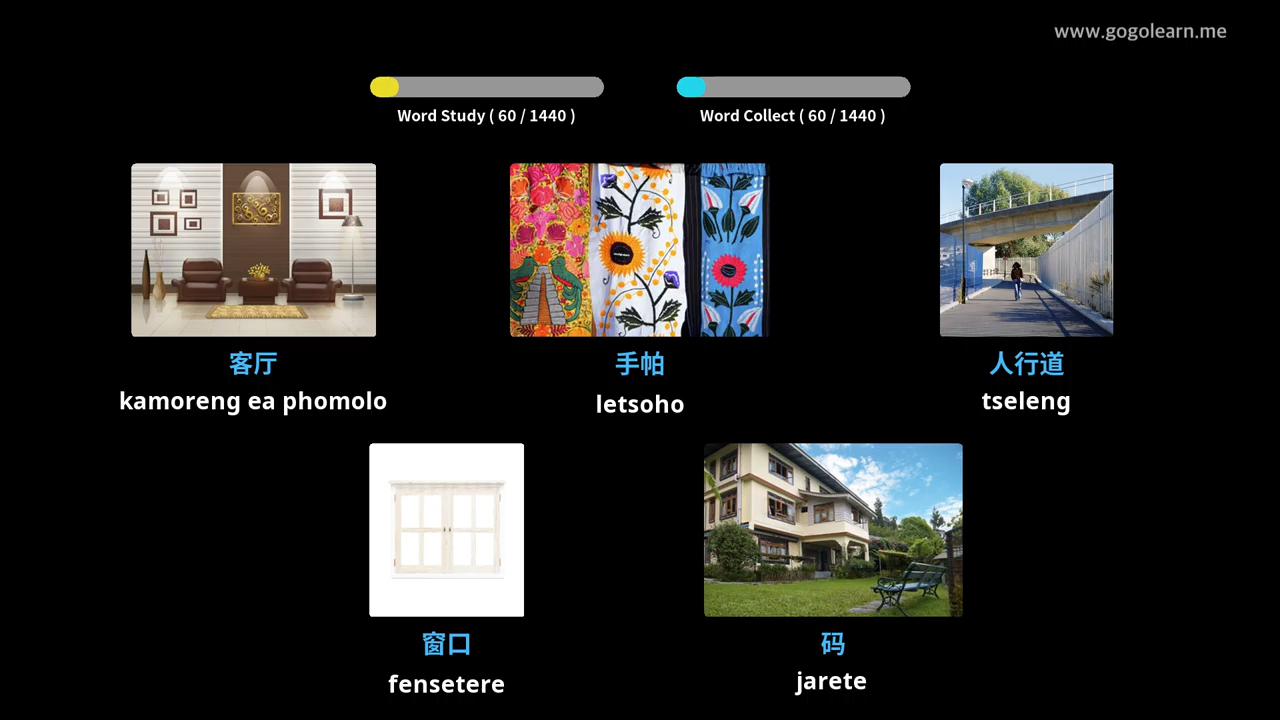 www.gogolearn.me
Word Study ( 60 / 1440 )
Word Collect ( 60 / 1440 )
客厅
kamoreng ea phomolo
手帕
letsoho
人行道
tseleng
窗口
fensetere
码
jarete